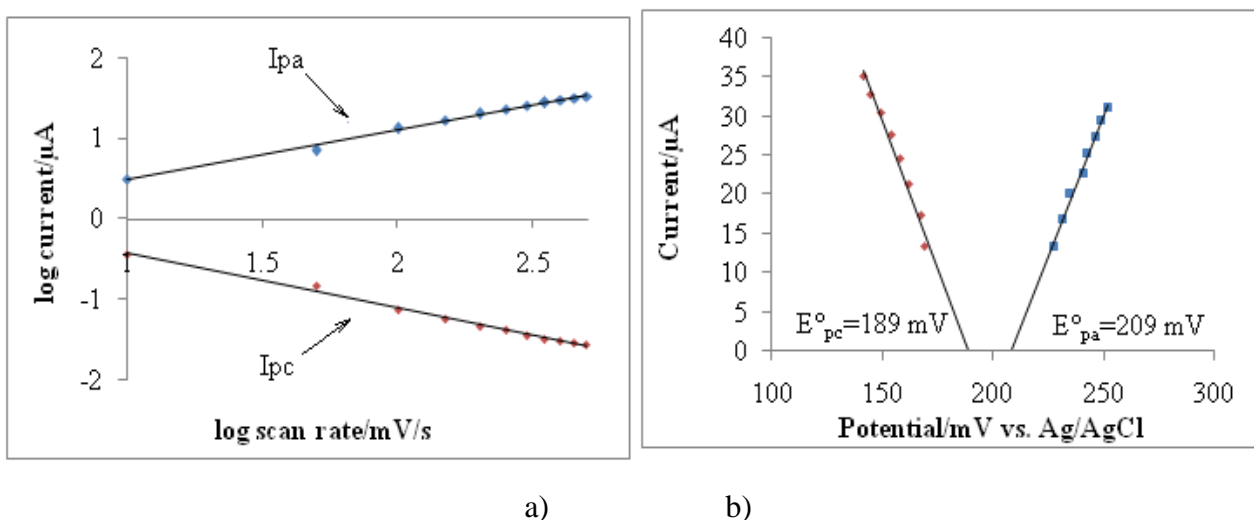 2
Ipa
1
log current/µA
0
1
1.5
2
2.5
-1
Ipc
-2
log scan rate/mV/s
40
35
30
25
20
15
10
5
0
Current/µA
E°pc=189 mV
E°pa=209 mV
100
150
200
250
300
Potential/mV vs. Ag/AgCl
a)
b)